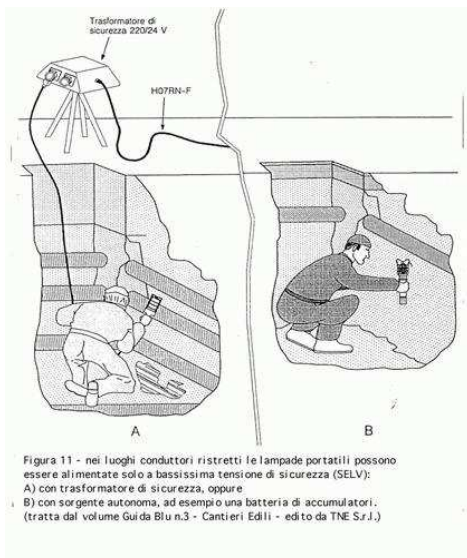 Trasformatore di
sicurezza 220/24 V
H07RN-F
A
B
Figura 11 - nei luoghi conduttori ristretti le lampade portatili possono
essere alimentate solo a bassissima tensione di sicurezza (SELV):
A) con trasformatore di sicurezza, oppure
B) con sorgente autonoma, ad esempio una batteria di accumulatori.
(tratta dal volume Guida Blu n.3 - Cantieri Edili - edito da TNE S.r.l.)